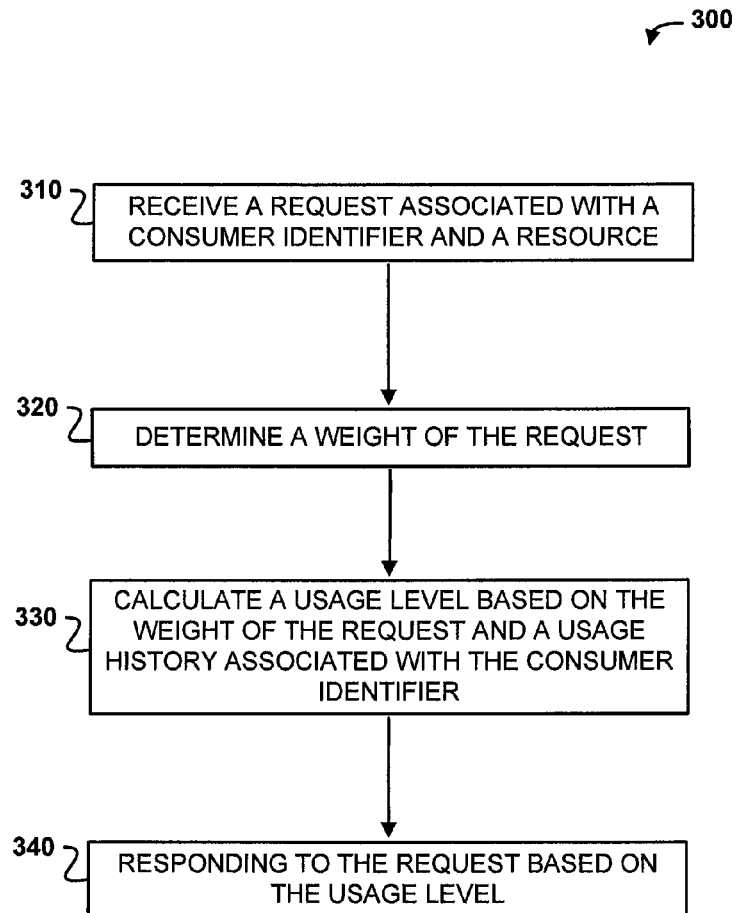 300
310
RECEIVE A REQUEST ASSOCIATED WITH A
CONSUMER IDENTIFIER AND A RESOURCE
320
DETERMINE A WEIGHT OF THE REQUEST
330
CALCULATE A USAGE LEVEL BASED ON THE
WEIGHT OF THE REQUEST AND A USAGE
HISTORY ASSOCIATED WITH THE CONSUMER
IDENTIFIER
340
RESPONDING TO THE REQUEST BASED ON
THE USAGE LEVEL